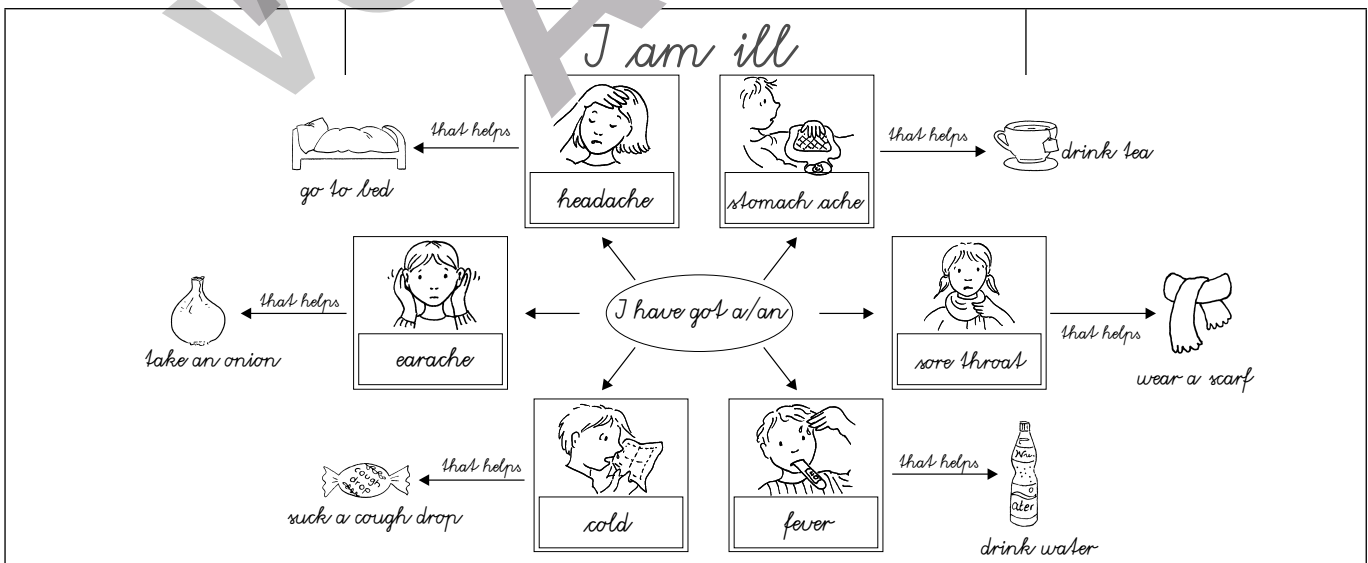 I am ill
that helps
go to bed
headache
stomach ache
that helps
drink tea
that helps
take an onion
earache
I have got a/an
sore throat
that helps
wear a scarf
that helps
cough
drop
suck a cough drop
cold
fever
that helps
Wa
ater
drink water